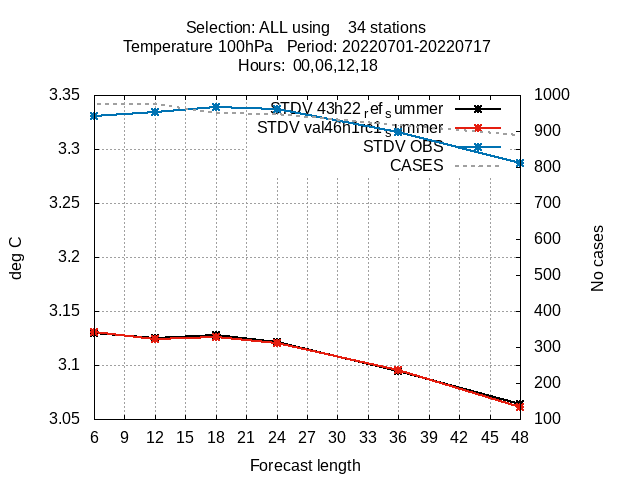 Selection: ALL using    34 stations
Temperature 100hPa   Period: 20220701-20220717
Hours:  00,06,12,18
3.35
3.3
3.25
3.2
3.15
3.1
3.05
deg C
STDV 43h22_ref_summer
STDV val46h1rc1_summer
STDV OBS
CASES
1000
900
800
700
600
500
400
300
200
100
No cases
6 9 12 15 18 21 24 27 30 33 36 39 42 45 48
Forecast length